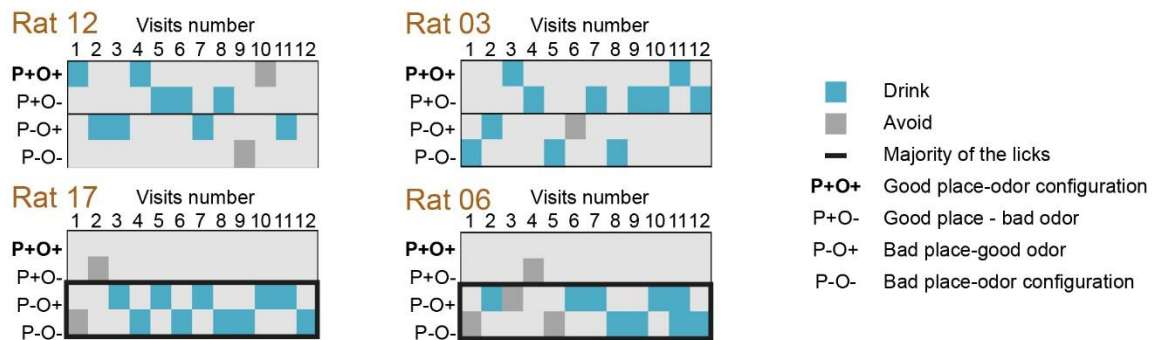 Rat 12
Visits number
1 2 3 4 5 6 7 8 9 10 11 12
P+O+
P+O-
P-O+
P-O-
Rat 03
Visits number
1 2 3 4 5 6 7 8 9 10 11 12
P+O+
P+O-
P-O+
P-O-
Rat 17
Visits number
1 2 3 4 5 6 7 8 9 10 11 12
P+O+
P+O-
P-O+
P-O-
Rat 06
Visits number
1 2 3 4 5 6 7 8 9 10 11 12
P+O+
P+O-
P-O+
P-O-
Drink
Avoid
Majority of the licks
P+O+ Good place-odor configuration
P+O- Good place - bad odor
P-O+ Bad place-good odor
P-O- Bad place-odor configuration